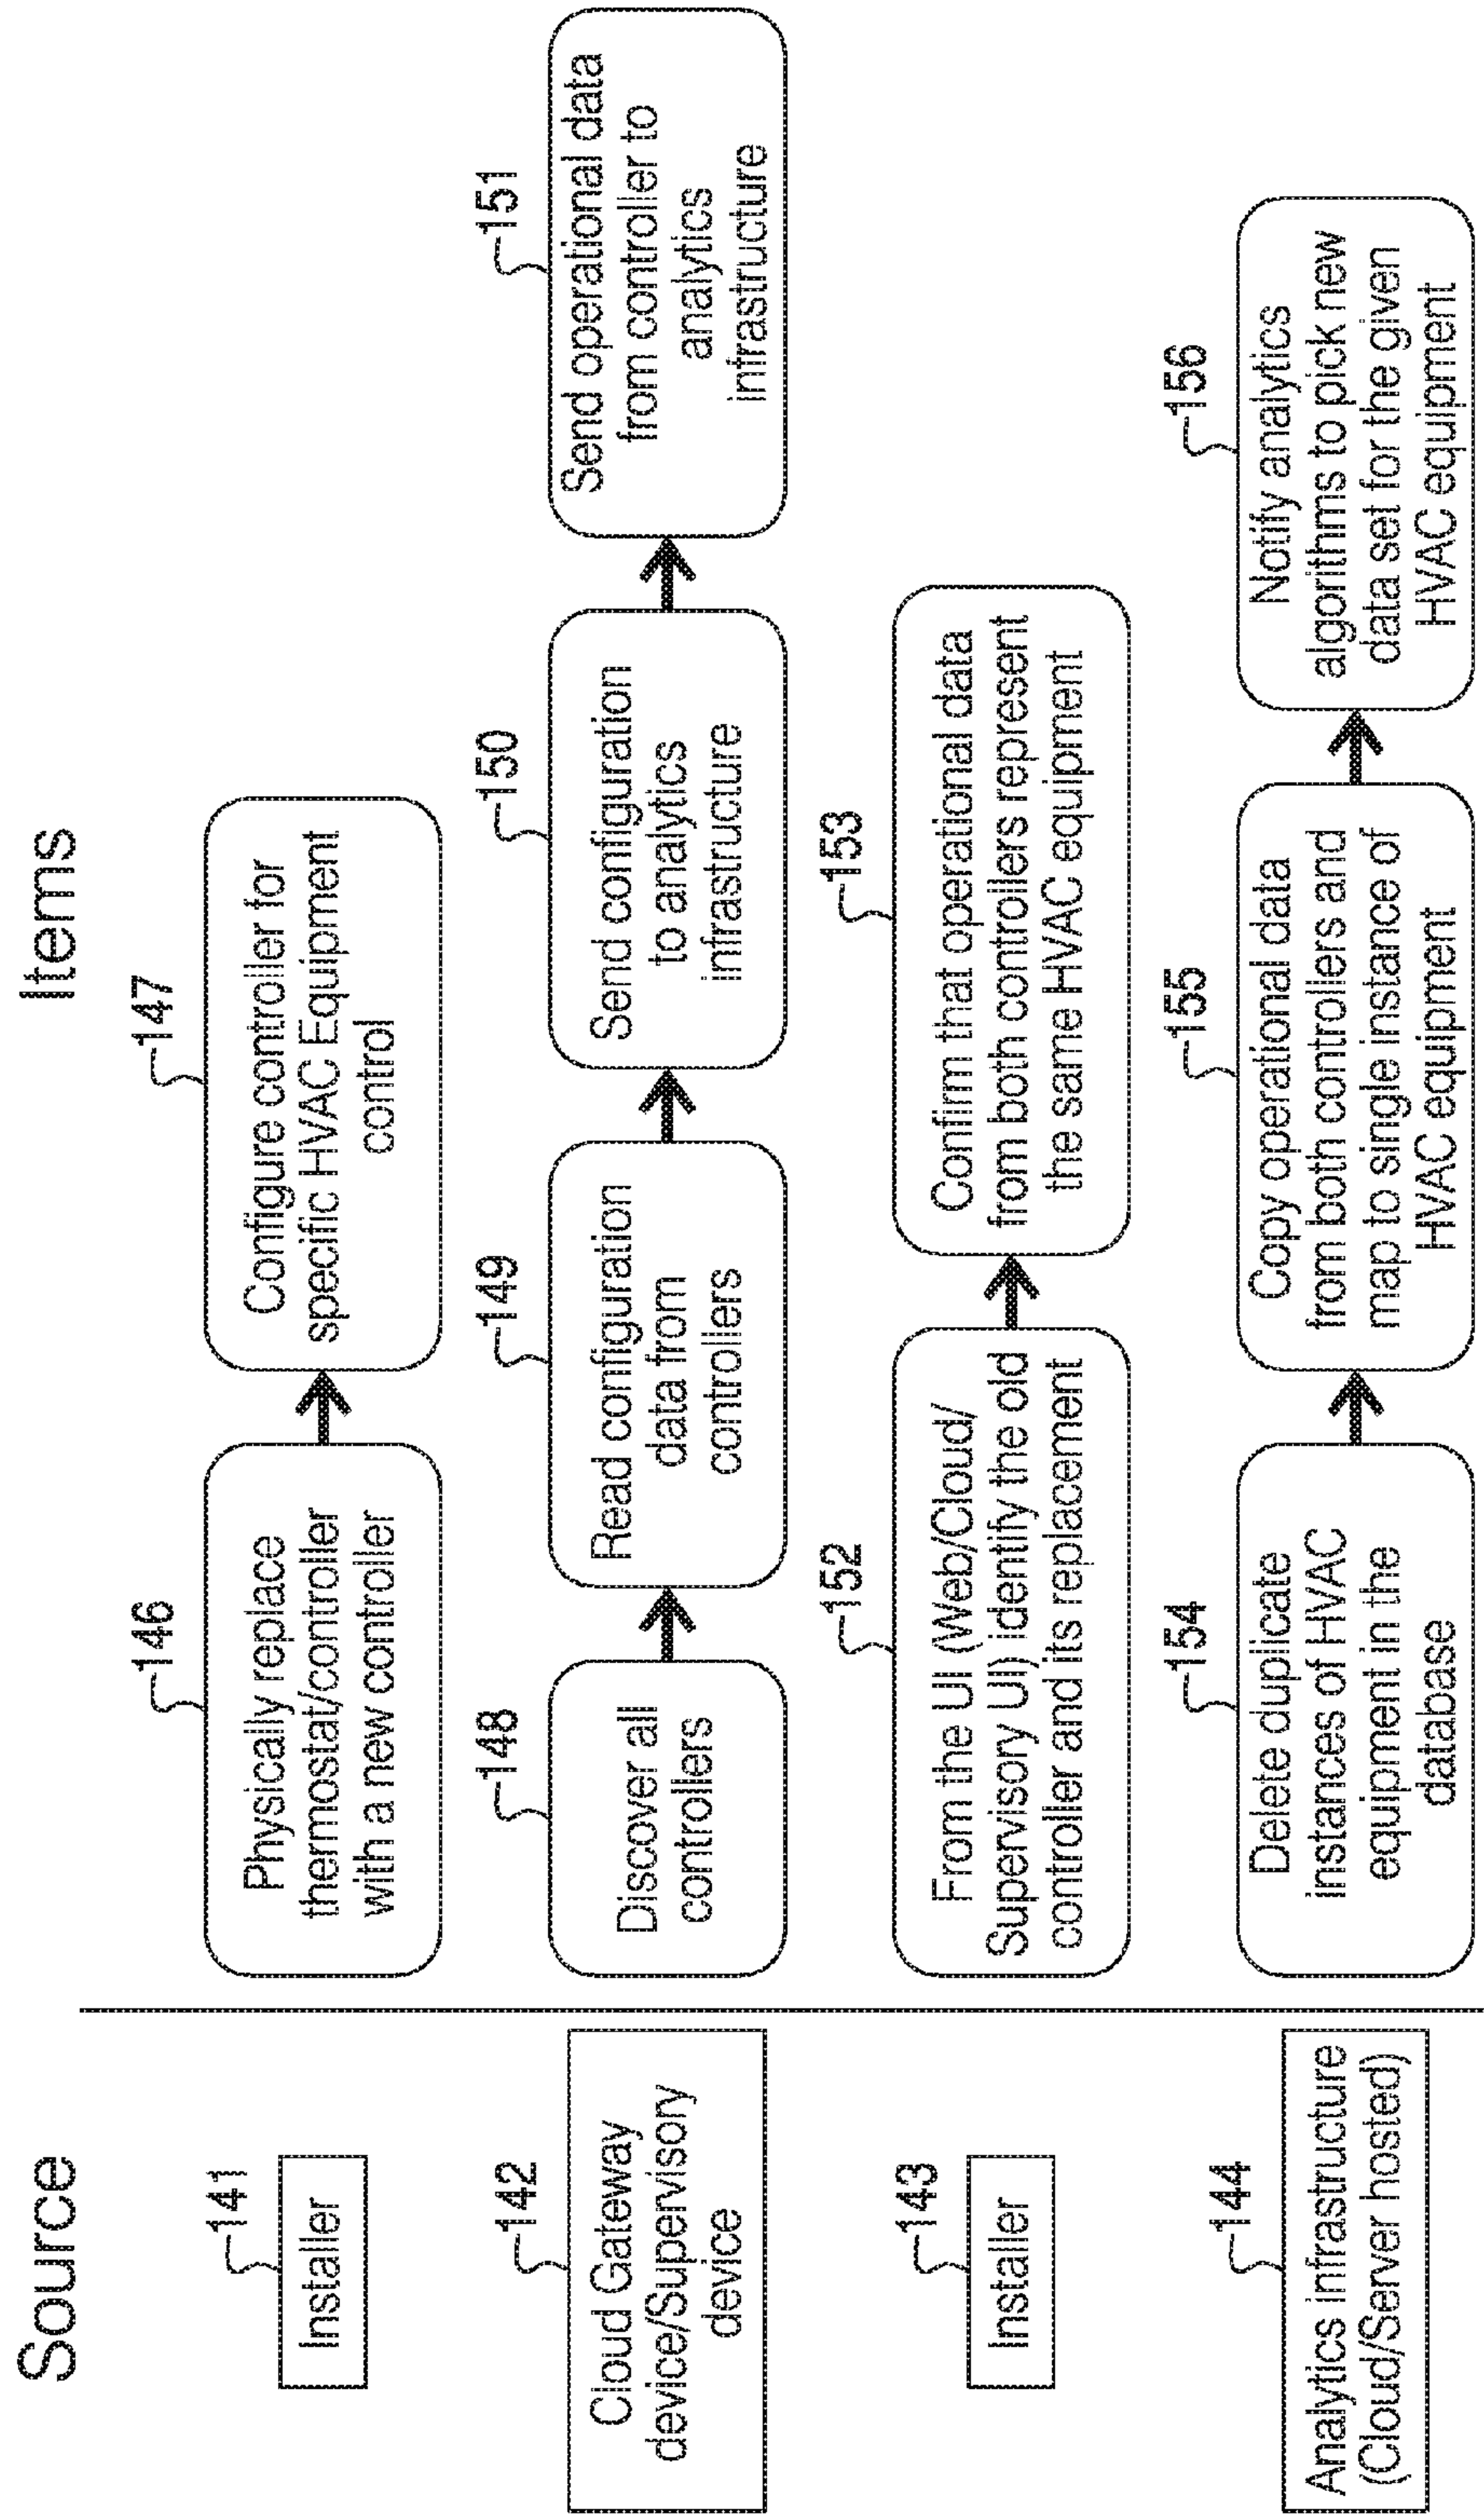 Source
Items
141
Installer
146
Physically replace
thermostat/controller
with a new controller
147
Configure controller for
specific HVAC Equipment
control
142
Cloud Gateway
device/Supervisory
device
148
Discover all
controllers
149
Read configuration
data from
controllers
150
Send configuration
to analytics
infrastructure
151
Send operational data
from controller to
analytics
infrastructure
143
Installer
152
From the UI (Web/Cloud/
Supervisory UI) identify the old
controller and its replacement
153
Confirm that operational data
from both controllers represent
the same HVAC equipment
144
Analytics infrastructure
(Cloud/Server hosted)
154
Delete duplicate
instances of HVAC
equipment in the
database
155
Copy operational data
from both controllers and
map to single instance of
HVAC equipment
156
Notify analytics
algorithms to pick new
data set for the given
HVAC equipment